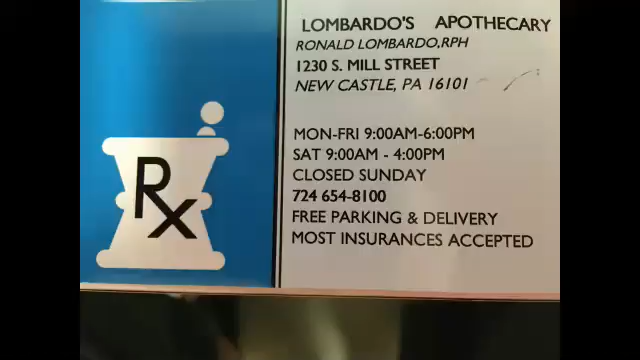 LOMBARDO'S APOTHECARY
RONALD LOMBARDO,RPH
1230 S. MILL STREET
NEW CASTLE, PA 16101
MON-FRI 9:00AM-6:00PM
SAT 9:00AM - 4:00PM
CLOSED SUNDAY
724 654-8100
FREE PARKING & DELIVERY
MOST INSURANCES ACCEPTED
Rx